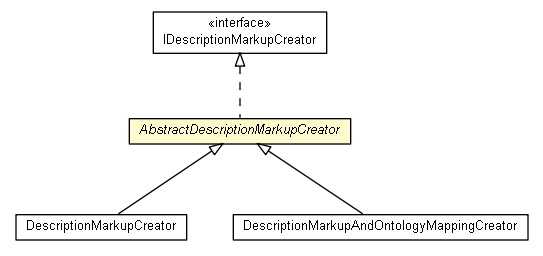 «interface»
IDescriptionMarkupCreator
AbstractDescriptionMarkupCreator
DescriptionMarkupCreator
DescriptionMarkupAndOntologyMappingCreator